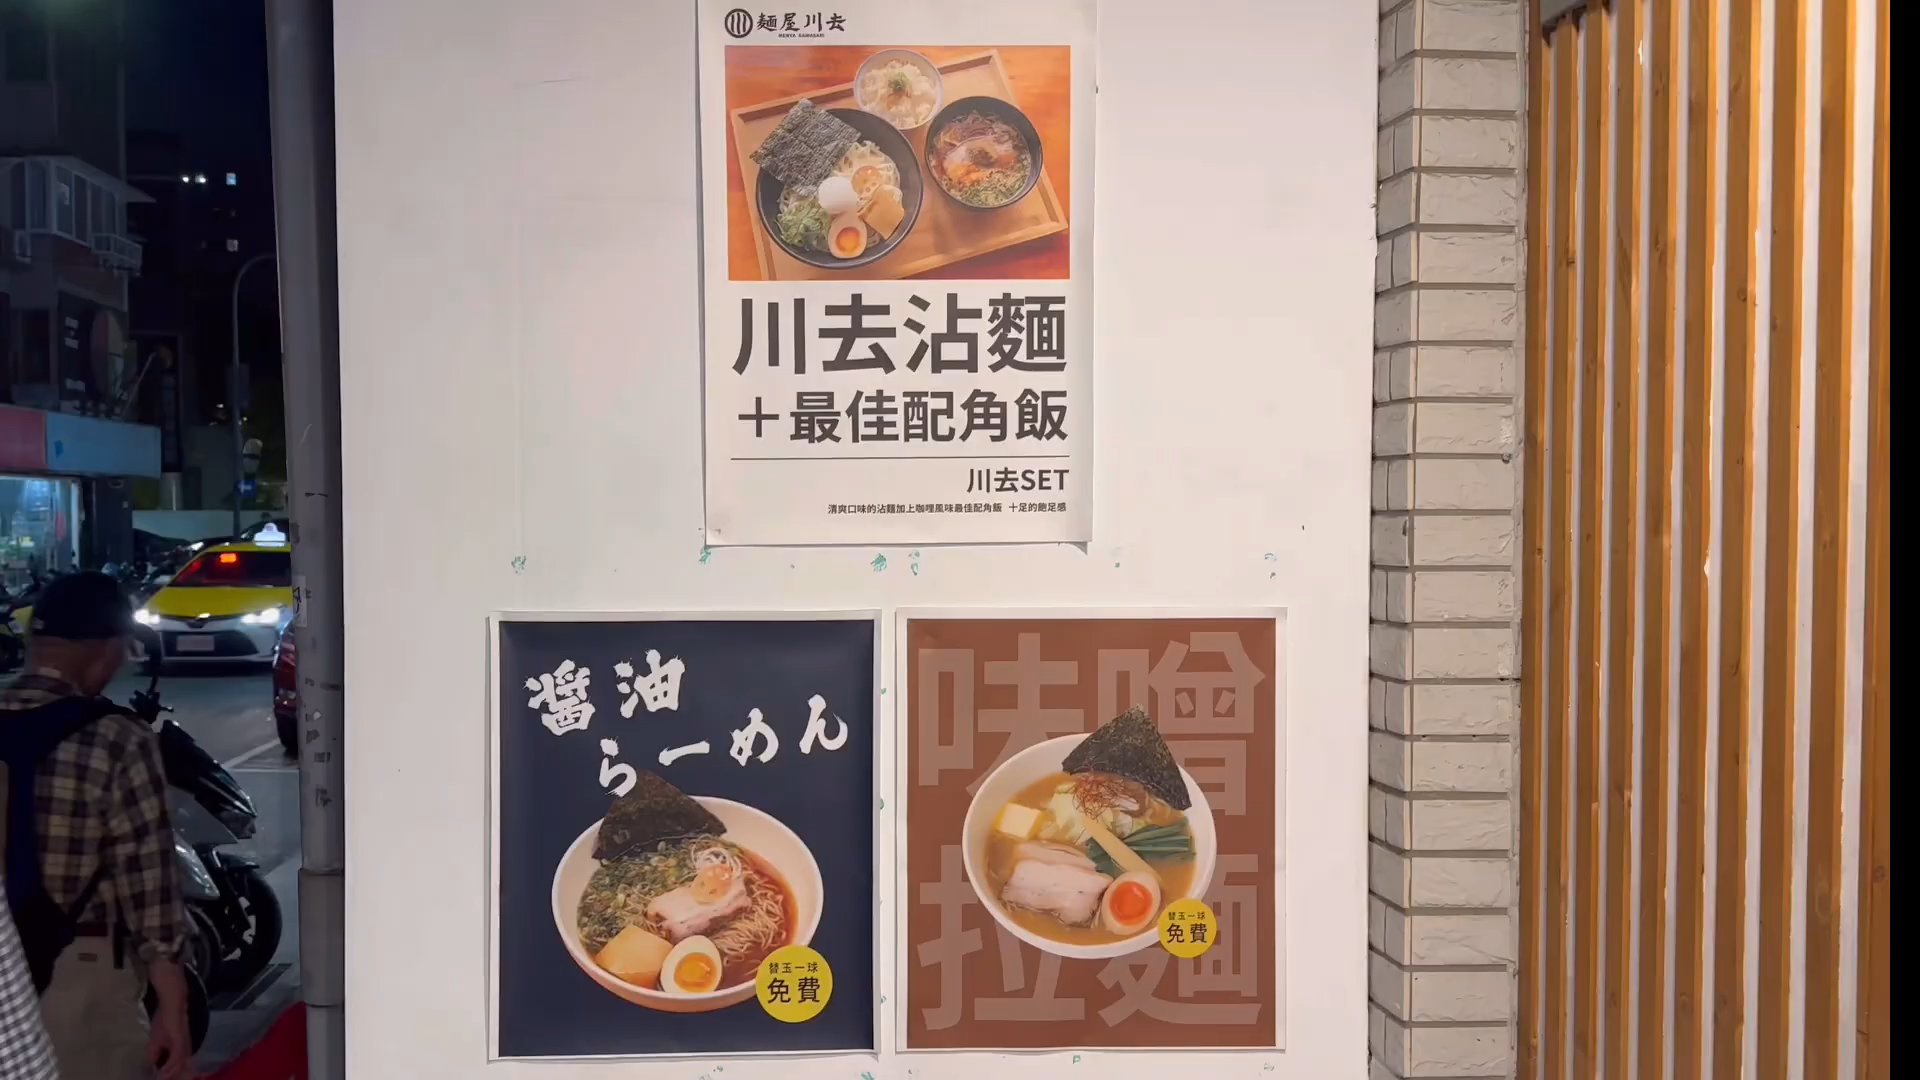 麺屋川去
MENYA KAWASAKI
川去沾麵
＋最佳配角飯
川去SET
清爽口味的沾麵加上咖哩風味最佳配角飯 十足的飽足感
醤油
らーめん
替玉一球
免費
味噌
拉麵
替玉一球
免費